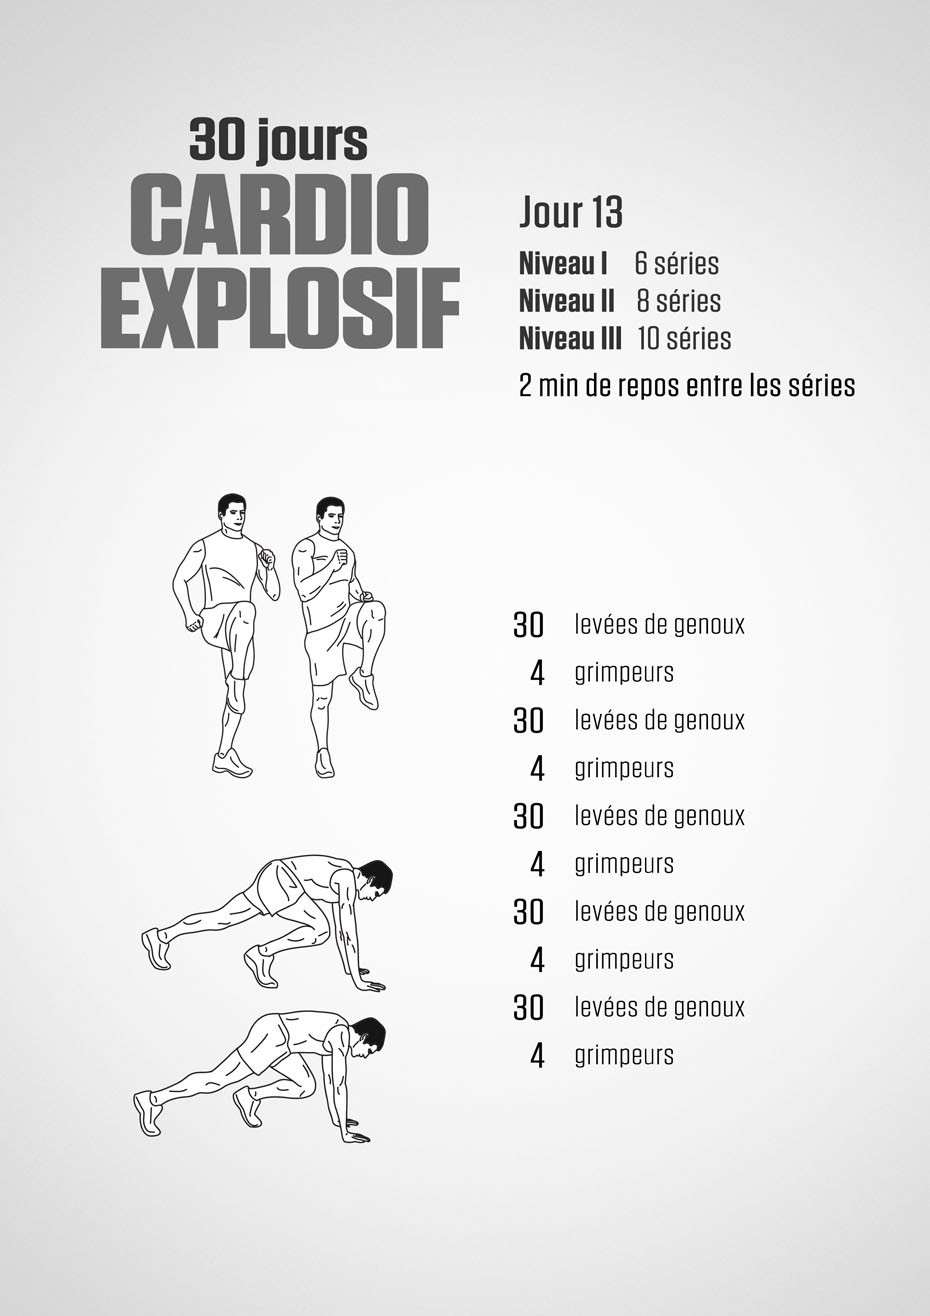 30 jours
CARDIO
EXPLOSIF
Jour 13
Niveau I 6 séries
Niveau II 8 séries
Niveau III 10 séries
2 min de repos entre les séries
30 levées de genoux
4 grimpeurs
30 levées de genoux
4 grimpeurs
30 levées de genoux
4 grimpeurs
30 levées de genoux
4 grimpeurs
30 levées de genoux
4 grimpeurs